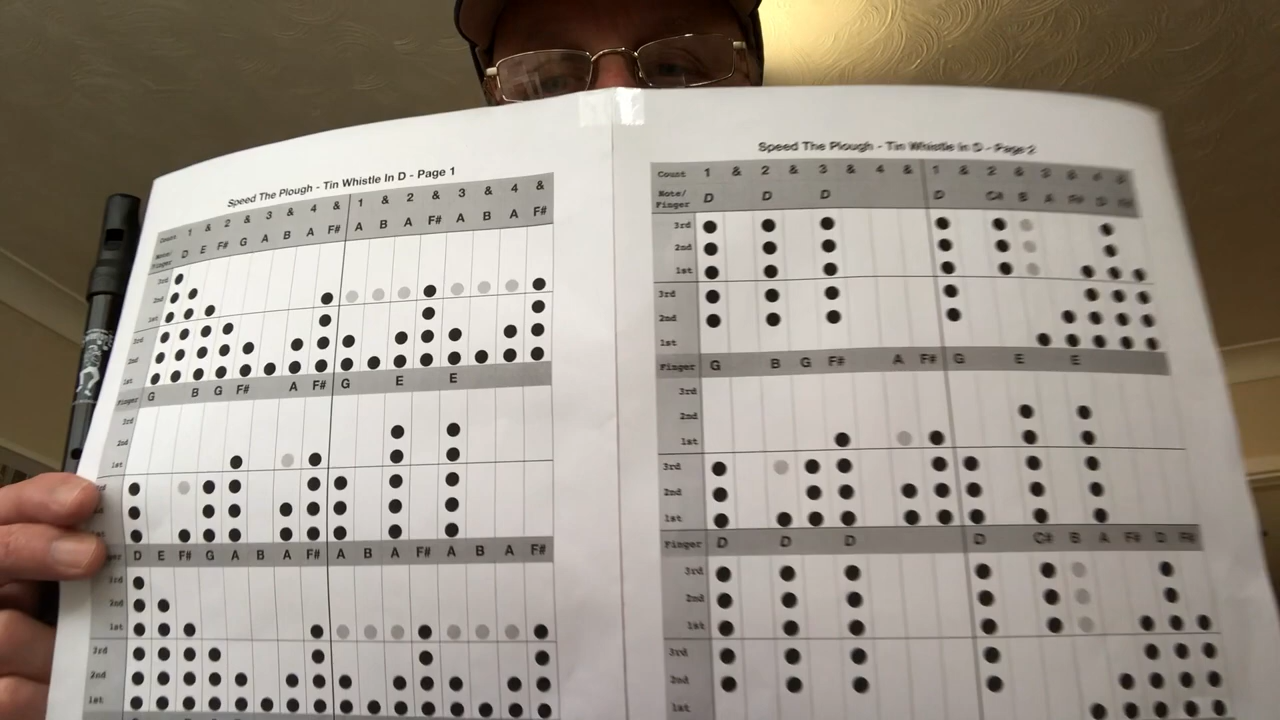 Speed The Plough - Tin Whistle In D - Page 1
Count 1 & 2 & 3 & 4 & 1 & 2 & 3 & 4 &
Note/ Finger D E F# G A B A F# A B A F# A B A F#
3rd
2nd
1st
3rd
2nd
1st
Finger G B G F# A F# G E E
3rd
2nd
1st
D E F# G A B A F# A B A F# A B A F#
3rd
2nd
1st
3rd
2nd
1st
Speed The Plough - Tin Whistle In D - Page 2
Count 1 & 2 & 3 & 4 & 1 & 2 & 3 &
Note/ Finger D D D D C# B A F# D F#
3rd
2nd
1st
3rd
2nd
1st
Finger G B G F# A F# G E E
3rd
2nd
1st
3rd
2nd
1st
Finger D D D D C# B A F# D F#
3rd
2nd
1st
3rd
2nd
1st